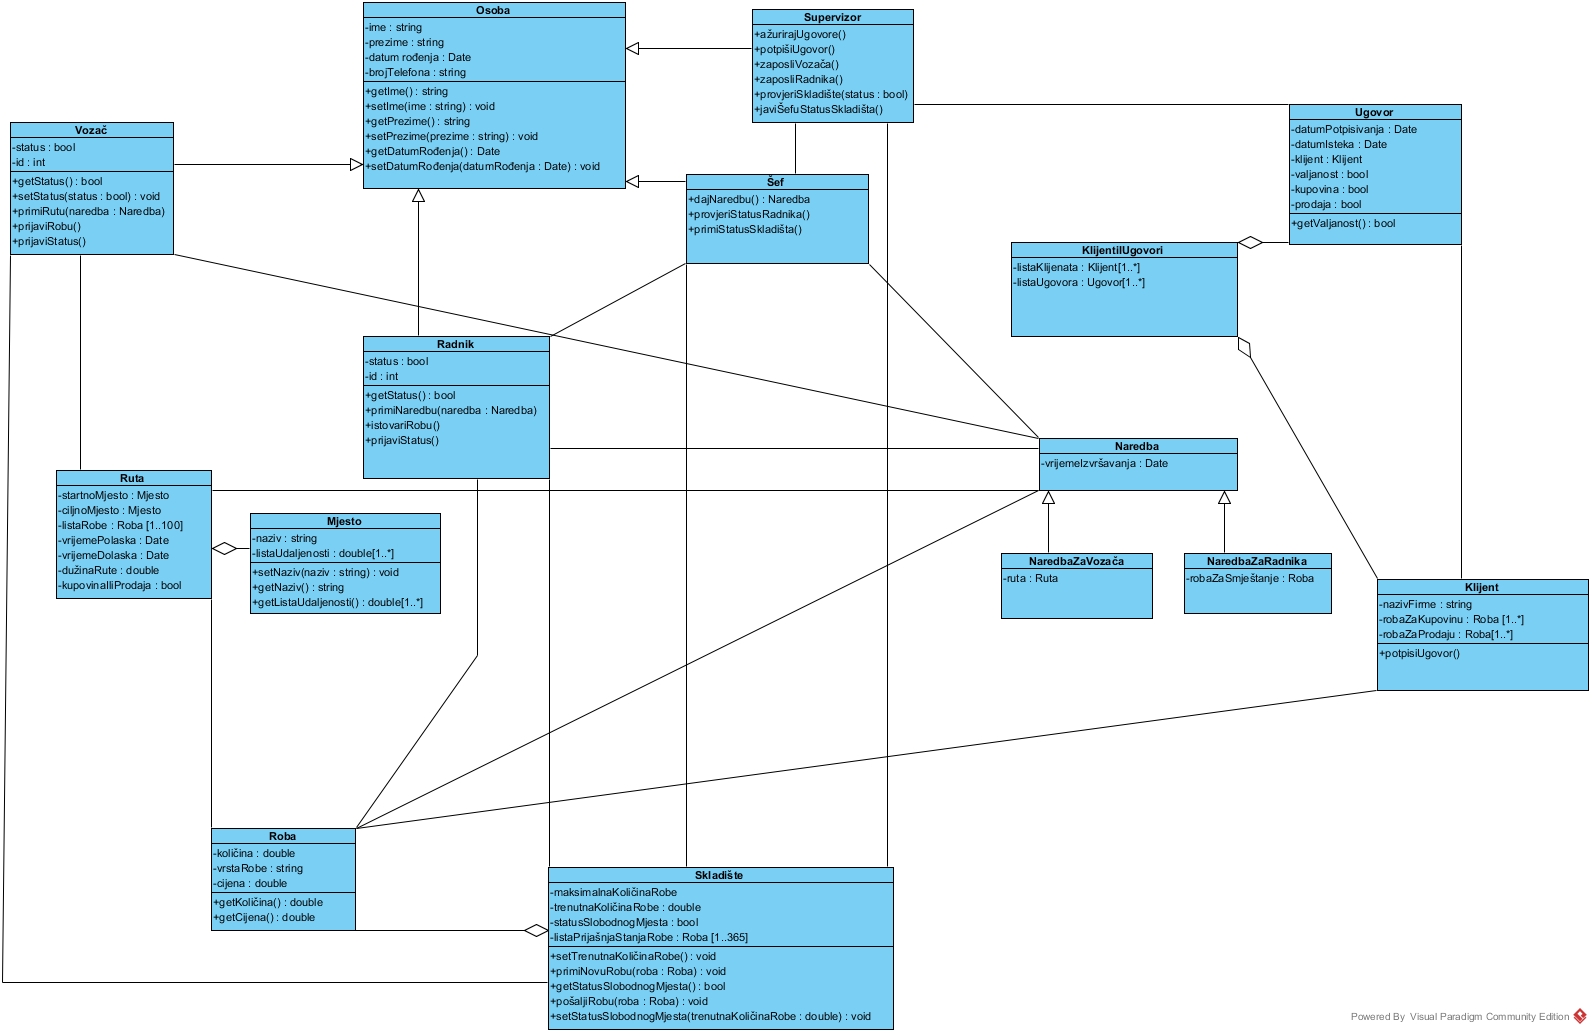 Osoba
-ime : string
-prezime : string
-datum rođenja : Date
-brojTelefona : string
+getIme() : string
+setIme(ime : string) : void
+getPrezime() : string
+setPrezime(prezime : string) : void
+getDatumRođenja() : Date
+setDatumRođenja(datumRođenja : Date) : void
Supervizor
+ažurirajUgovore()
+potpišiUgovor()
+zaposliVozača()
+zaposliRadnika()
+provjeriSkladište(status : bool)
+javiŠefuStatusSkladišta()
Ugovor
-datumPotpisivanja : Date
-datumIsteka : Date
-klijent : Klijent
-valjanost : bool
-kupovina : bool
-prodaja : bool
+getValjanost() : bool
Vozač
-status : bool
-id : int
+getStatus() : bool
+setStatus(status : bool) : void
+primiRutu(naredba : Naredba)
+prijaviRobu()
+prijaviStatus()
Šef
+dajNaredbu() : Naredba
+provjeriStatusRadnika()
+primiStatusSkladišta()
KlijentiIUgovori
-listaKlijenata : Klijent[1..*]
-listaUgovora : Ugovor[1..*]
Radnik
-status : bool
-id : int
+getStatus() : bool
+primiNaredbu(naredba : Naredba)
+istovariRobu()
+prijaviStatus()
Naredba
-vrijemeIzvršavanja : Date
Ruta
-startnoMjesto : Mjesto
-ciljnoMjesto : Mjesto
-listaRobe : Roba [1..100]
-vrijemePolaska : Date
-vrijemeDolaska : Date
-dužinaRute : double
-kupovinaIliProdaja : bool
Mjesto
-naziv : string
-listaUdaljenosti : double[1..*]
+setNaziv(naziv : string) : void
+getNaziv() : string
+getListaUdaljenosti() : double[1..*]
NaredbaZaVozača
-ruta : Ruta
NaredbaZaRadnika
-robaZaSmještanje : Roba
Klijent
-nazivFirme : string
-robaZaKupovinu : Roba [1..*]
-robaZaProdaju : Roba[1..*]
+potpisiUgovor()
Roba
-količina : double
-vrstaRobe : string
-cijena : double
+getKoličina() : double
+getCijena() : double
Skladište
-maksimalnaKoličinaRobe
-trenutnaKoličinaRobe : double
-statusSlobodnogMjesta : bool
-listaPrijašnjaStanjaRobe : Roba [1..365]
+setTrenutnaKoličinaRobe() : void
+primiNovuRobu(roba : Roba) : void
+getStatusSlobodnogMjesta() : bool
+pošaljiRobu(roba : Roba) : void
+setStatusSlobodnogMjesta(trenutnaKoličinaRobe : double) : void
Powered By Visual Paradigm Community Edition